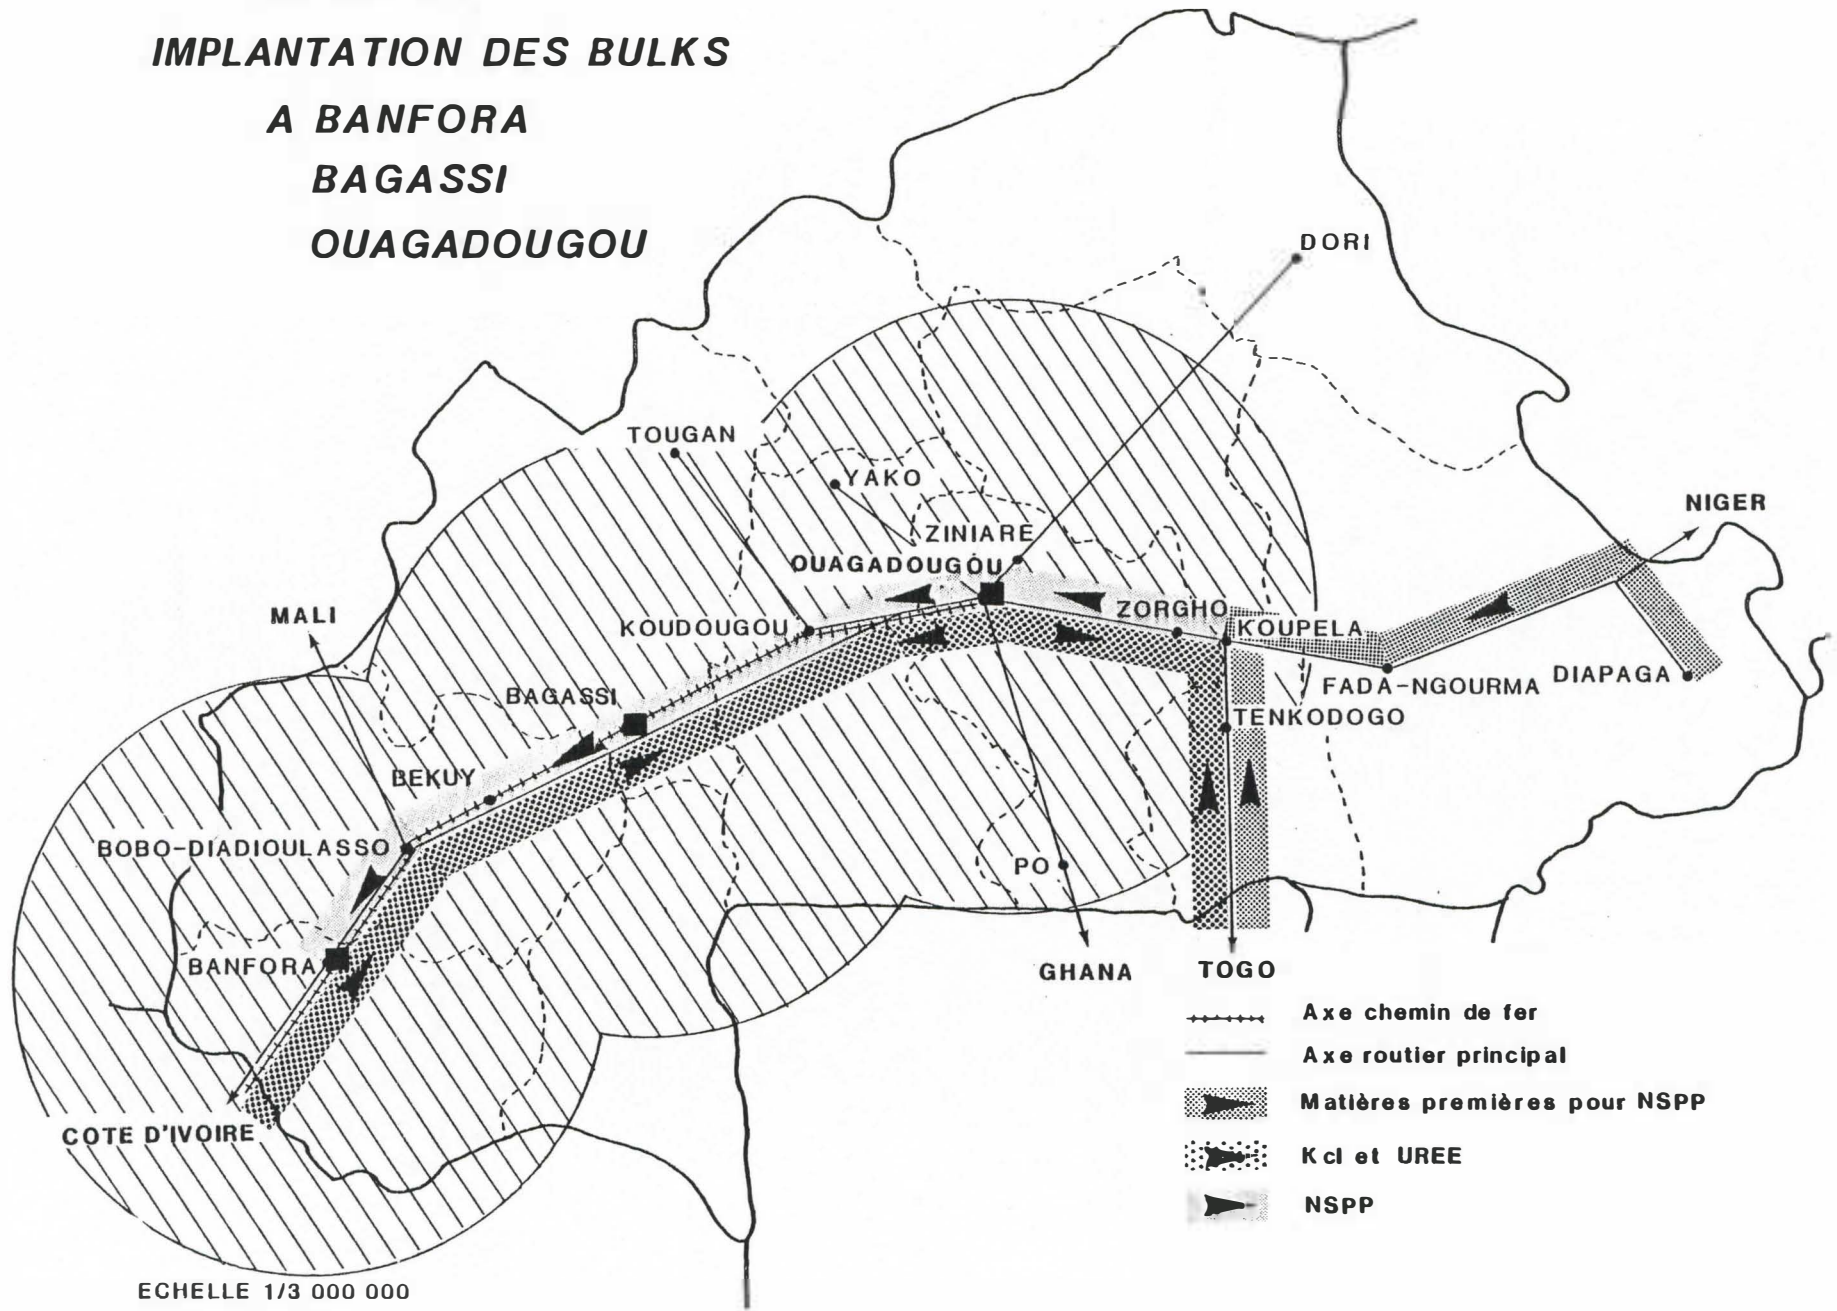 IMPLANTATION DES BULKS
A BANFORA
BAGASSI
OUAGADOUGOU
DORI
TOUGAN
YAKO
NIGER
ZINIARE
OUAGADOUGOU
MALI
ZORGHO
KOUDOUGOU
KOUPELA
DIAPAGA
FADA-NGOURMA
BAGASSI
TENKODOGO
BEKUY
BOBO-DIADIOULASSO
PO
BANFORA
GHANA
TOGO
Axe chemin de fer
Axe routier principal
Matières premières pour NSPP
COTE D'IVOIRE
Kcl et UREE
NSPP
ECHELLE 1/3 000 000